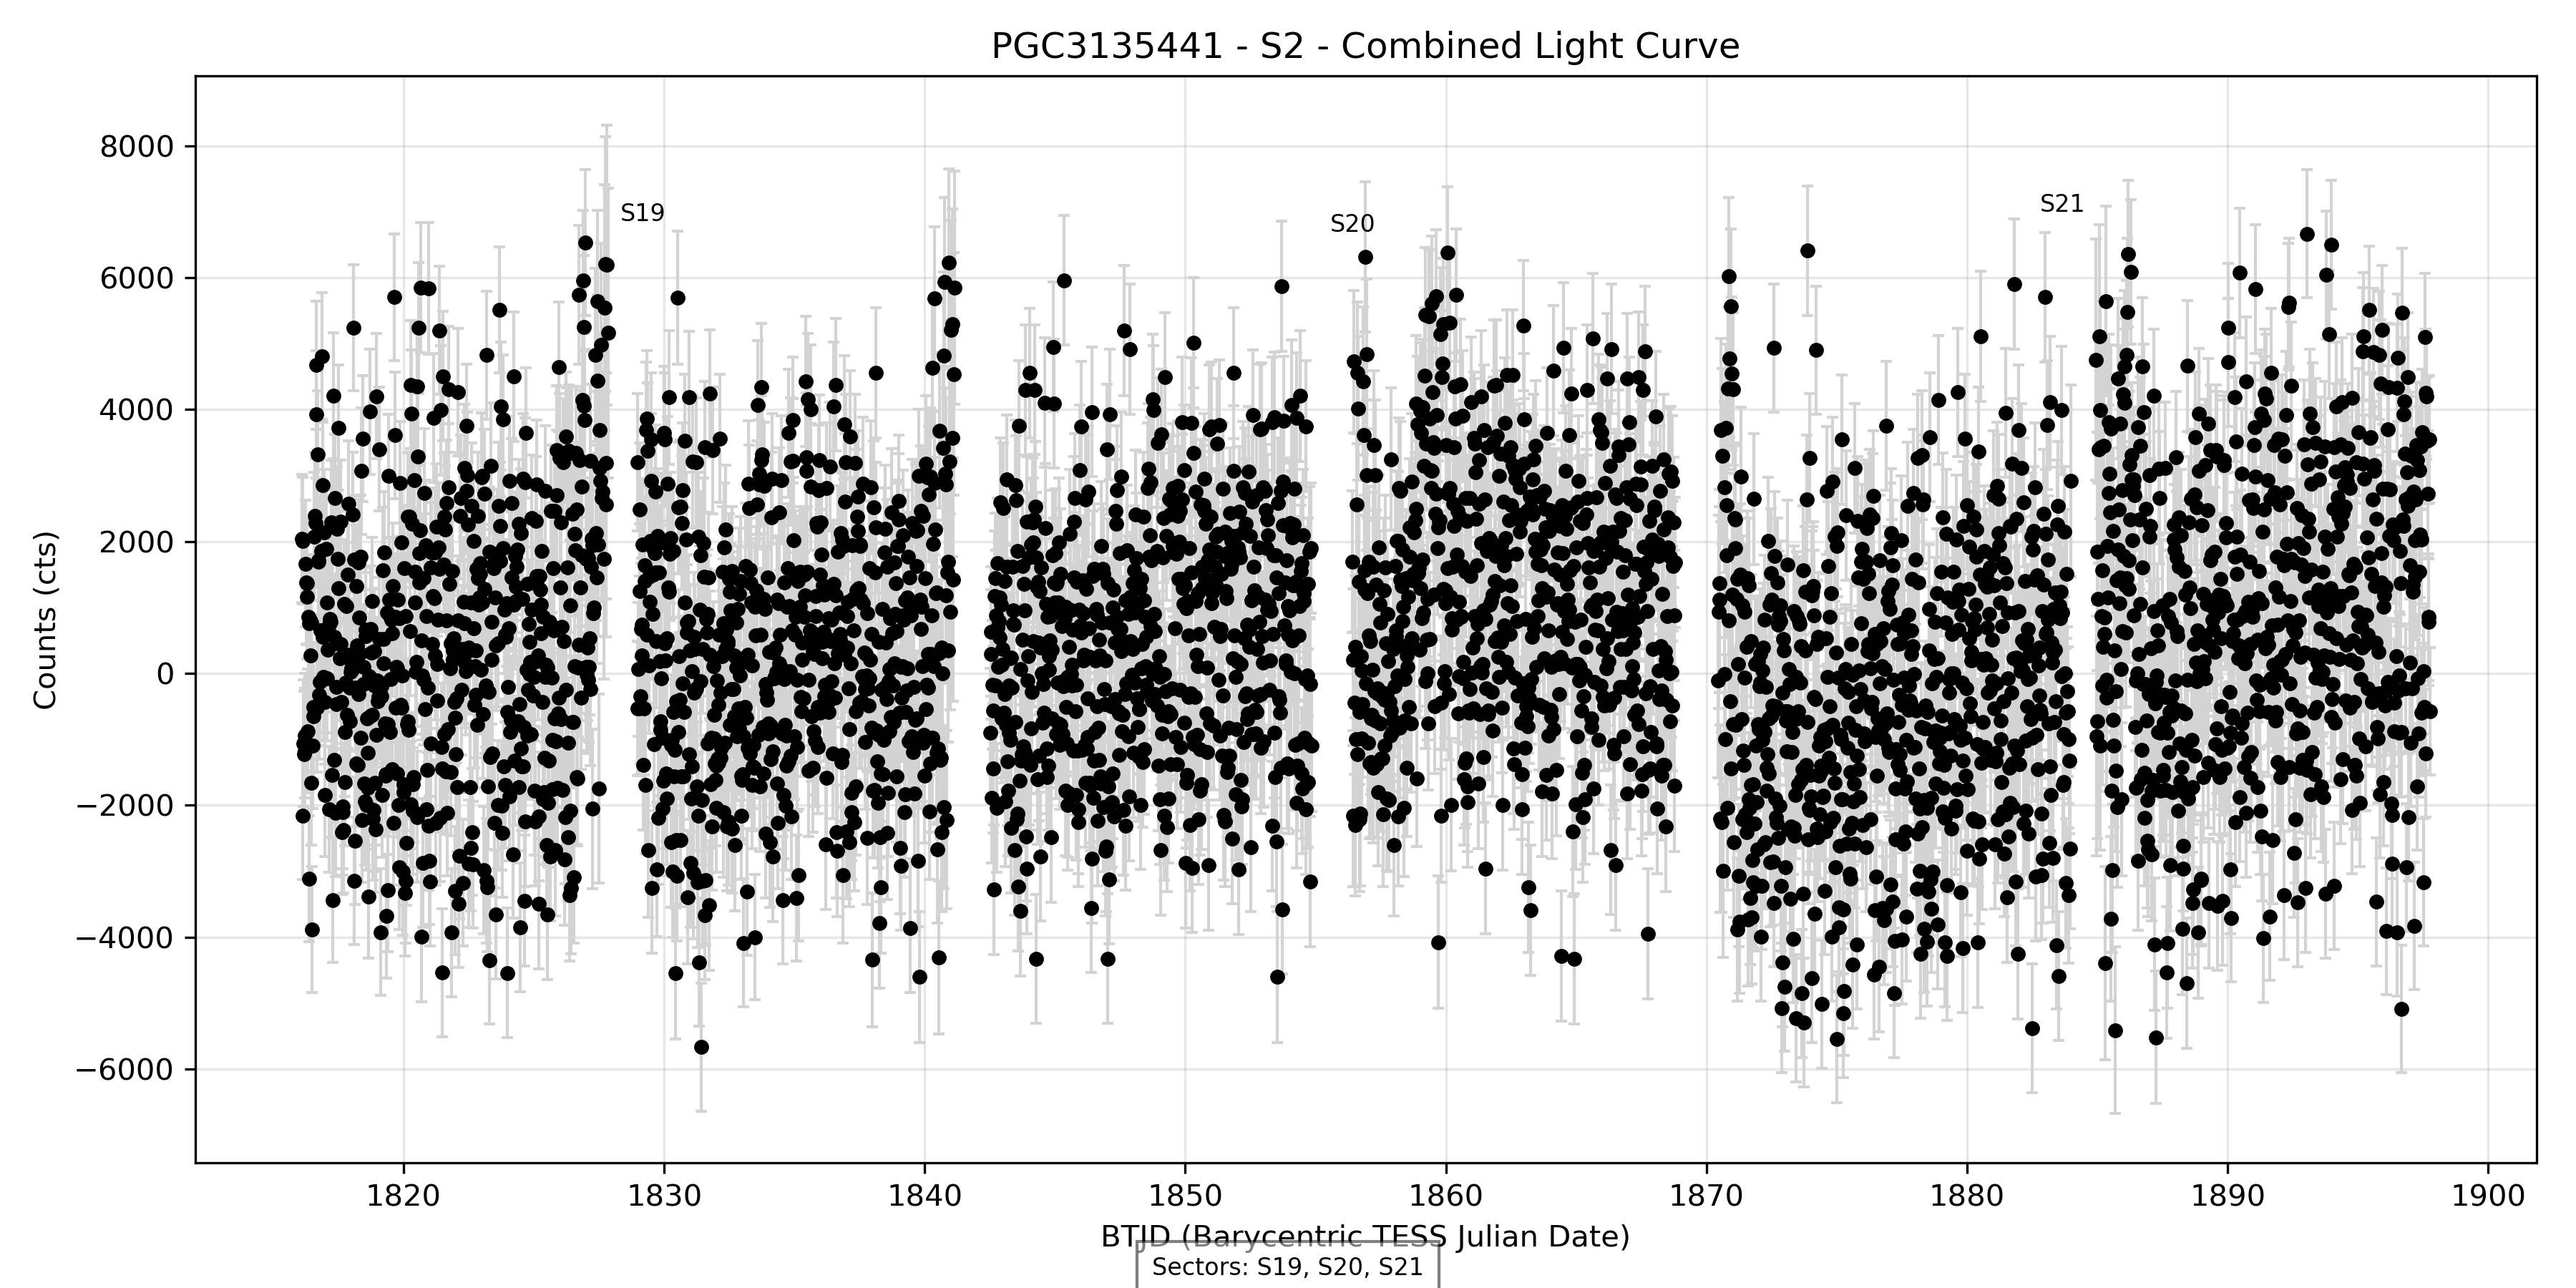 PGC3135441 - S2 - Combined Light Curve
Counts (cts)
8000
6000
4000
2000
0
−2000
−4000
−6000
S19
S20
S21
1820
1830
1840
1850
1860
1870
1880
1890
1900
BTJD (Barycentric TESS Julian Date)
Sectors: S19, S20, S21